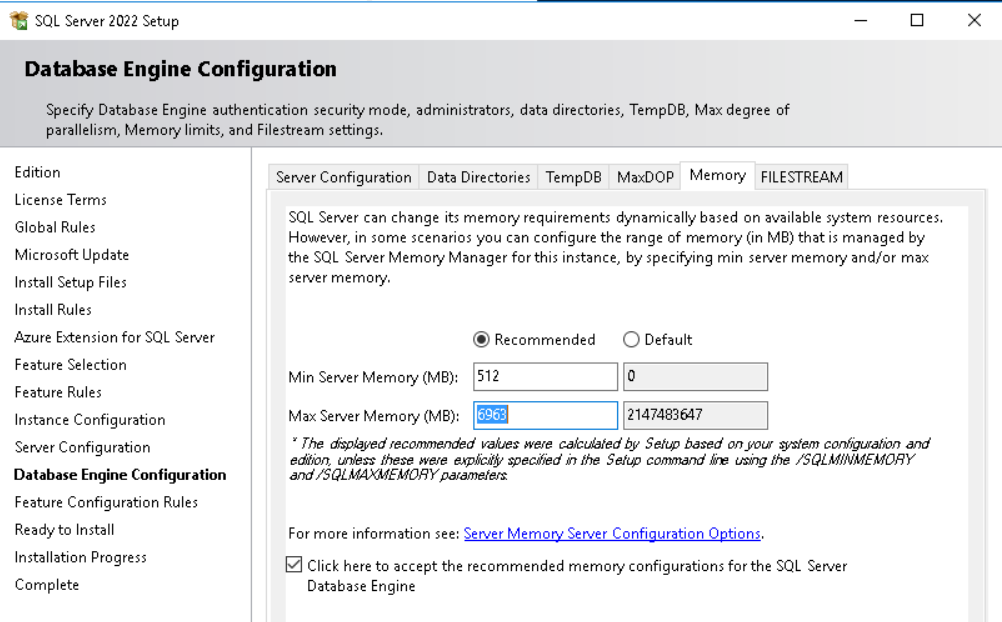 SQL Server 2022 Setup
Database Engine Configuration
Specify Database Engine authentication security mode, administrators, data directories, TempDB, Max degree of
parallelism, Memory limits, and Filestream settings.
Edition
License Terms
Global Rules
Microsoft Update
Install Setup Files
Install Rules
Azure Extension for SQL Server
Feature Selection
Feature Rules
Instance Configuration
Server Configuration
Database Engine Configuration
Feature Configuration Rules
Ready to Install
Installation Progress
Complete
Server Configuration Data Directories TempDB MaxDOP Memory FILESTREAM
SQL Server can change its memory requirements dynamically based on available system resources.
However, in some scenarios you can configure the range of memory (in MB) that is managed by
the SQL Server Memory Manager for this instance, by specifying min server memory and/or max
server memory.
Recommended Default
Min Server Memory (MB): 512 0
Max Server Memory (MB): 6963 2147483647
* The displayed recommended values were calculated by Setup based on your system configuration and
edition, unless these were explicitly specified in the Setup command line using the /SQLMINMEMORY
and /SQLMAXMEMORY parameters.
For more information see: Server Memory Server Configuration Options.
Click here to accept the recommended memory configurations for the SQL Server
Database Engine